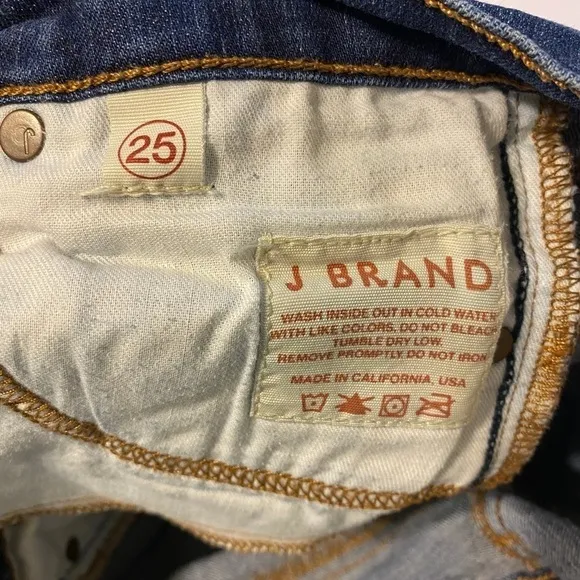 25
J BRAND
WASH INSIDE OUT IN COLD WATER
WITH LIKE COLORS. DO NOT BLEACH
TUMBLE DRY LOW.
REMOVE PROMPTLY DO NOT IRON
MADE IN CALIFORNIA, USA